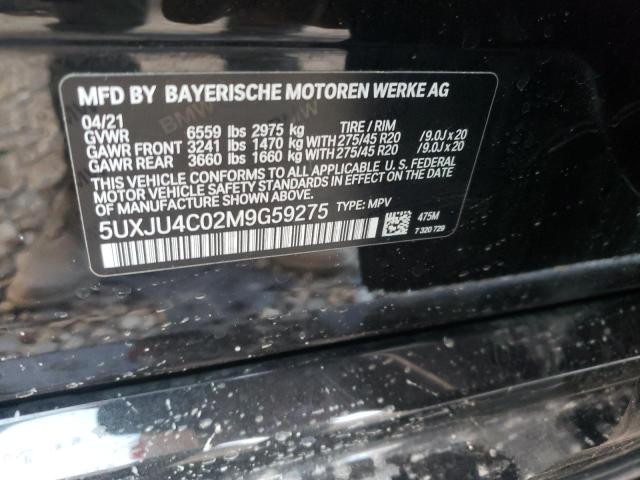 MFD BY BAYERISCHE MOTOREN WERKE AG
04/21
GVWR 6559 lbs 2975 kg TIRE / RIM
GAWR FRONT 3241 lbs 1470 kg WITH 275/45 R20 /9.0J x 20
GAWR REAR 3660 lbs 1660 kg WITH 275/45 R20 /9.0J x 20
THIS VEHICLE CONFORMS TO ALL APPLICABLE U. S. FEDERAL
MOTOR VEHICLE SAFETY STANDARDS IN EFFECT ON THE DATE
OF MANUFACTURE SHOWN ABOVE.
5UXJU4C02M9G59275 TYPE: MPV
475M
7 320 729